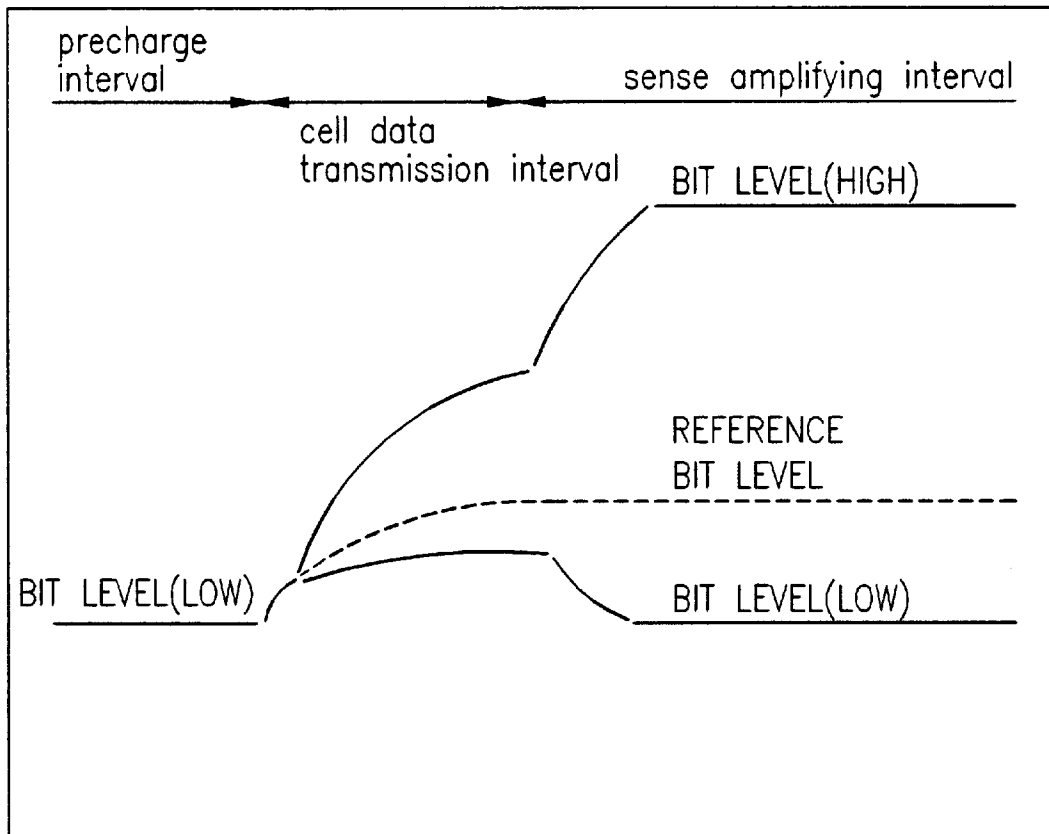 precharge
interval
sense amplifying interval
cell data
transmission interval
BIT LEVEL(HIGH)
REFERENCE
BIT LEVEL
BIT LEVEL(LOW)
BIT LEVEL(LOW)